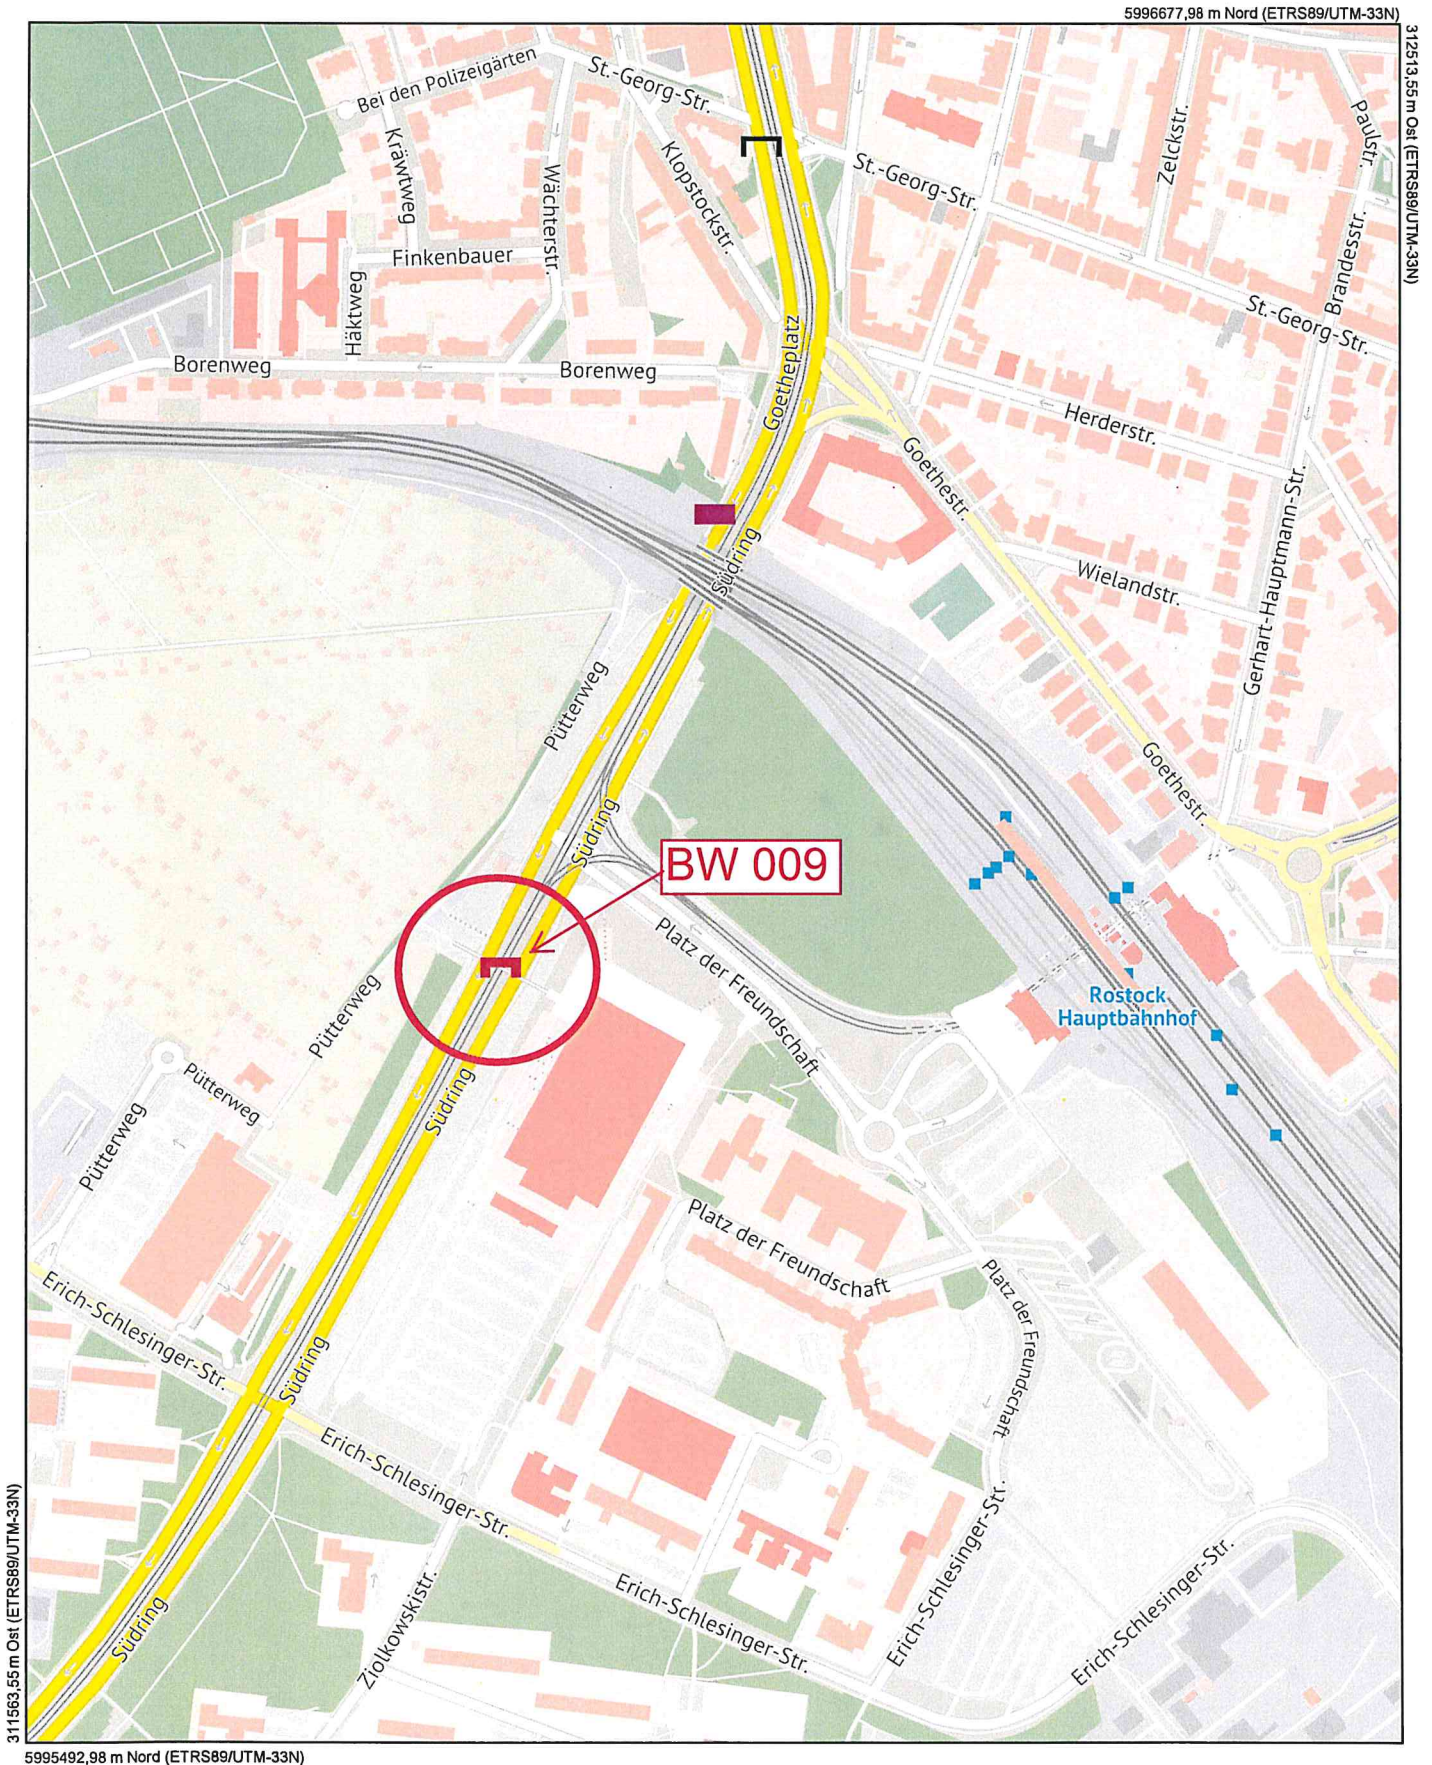 5996677,98 m Nord (ETRS89/UTM-33N)
312513,55 m Ost (ETRS89/UTM-33N)
Bei den Polizeigärten
St.-Georg-Str.
Kräwtweg
Wächterstr.
Klopstockstr.
St.-Georg-Str.
Zelckstr.
Paulstr.
Finkenbauer
Häktweg
Brandesstr.
St.-Georg-Str.
Borenweg
Borenweg
Goetheplatz
Herderstr.
Goethestr.
Südring
Wielandstr.
Gerhart-Hauptmann-Str.
Pütterweg
Goethestr.
Südring
BW 009
Platz der Freundschaft
Pütterweg
Rostock
Hauptbahnhof
Pütterweg
Pütterweg
Südring
Platz der Freundschaft
Platz der Freundschaft
Erich-Schlesinger-Str.
Südring
Erich-Schlesinger-Str.
Erich-Schlesinger-Str.
Erich-Schlesinger-Str.
Erich-Schlesinger-Str.
Ziolkowskistr.
Südring
311563,55 m Ost (ETRS89/UTM-33N)
5995492,98 m Nord (ETRS89/UTM-33N)